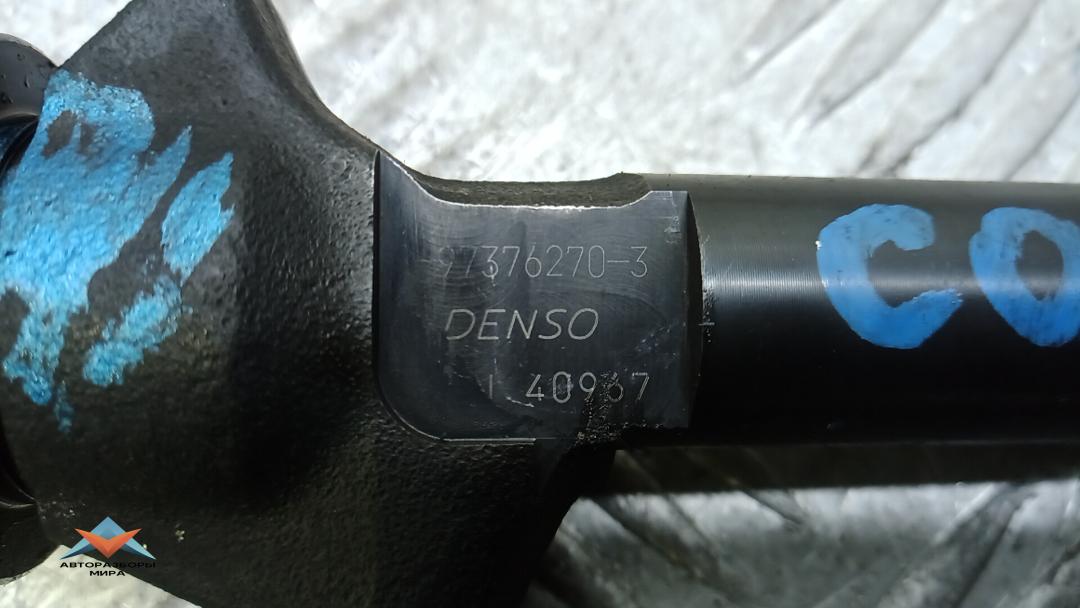 97376270-3
DENSO
I 40967
CO
АВТОРАЗБОРЫ
МИРА